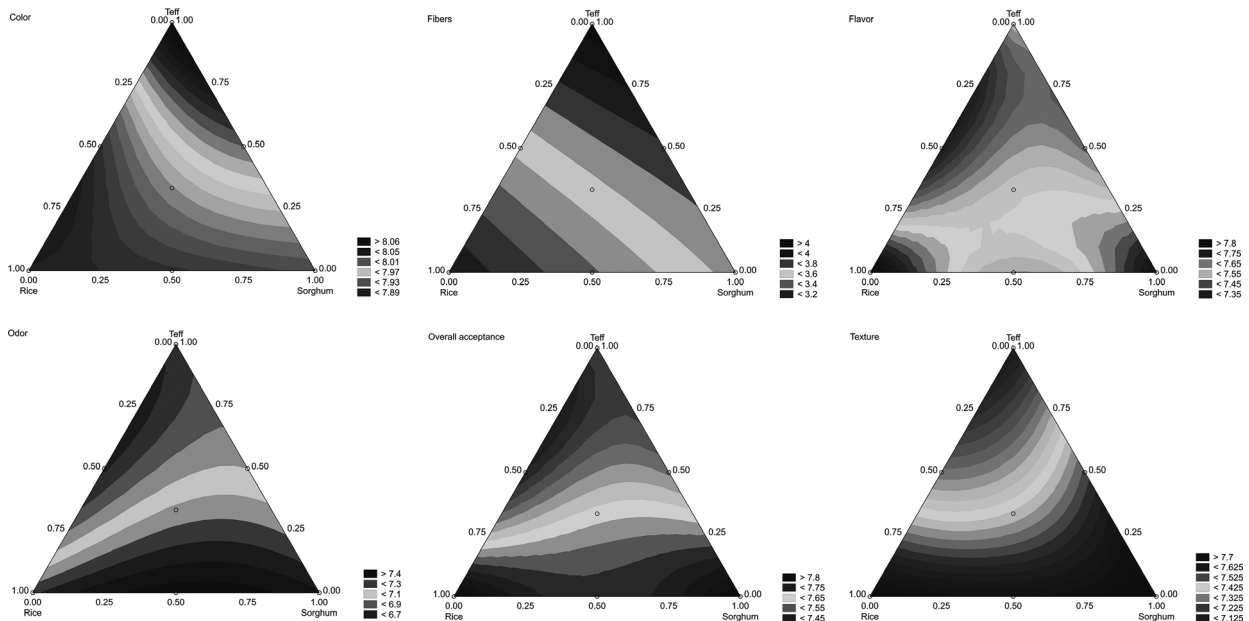 Color
Teff
0.00 1.00
0.25 0.75
0.50 0.50
0.75 0.25
1.00 0.00
0.00 0.25 0.50 0.75 1.00
Rice Sorghum
> 8.06
< 8.05
< 8.01
< 7.97
< 7.93
< 7.89
Fibers
Teff
0.00 1.00
0.25 0.75
0.50 0.50
0.75 0.25
1.00 0.00
0.00 0.25 0.50 0.75 1.00
Rice Sorghum
> 4
< 4
< 3.8
< 3.6
< 3.4
< 3.2
Flavor
Teff
0.00 1.00
0.25 0.75
0.50 0.50
0.75 0.25
1.00 0.00
0.00 0.25 0.50 0.75 1.00
Rice Sorghum
> 7.8
< 7.75
< 7.65
< 7.55
< 7.45
< 7.35
Odor
Teff
0.00 1.00
0.25 0.75
0.50 0.50
0.75 0.25
1.00 0.00
0.00 0.25 0.50 0.75 1.00
Rice Sorghum
> 7.4
< 7.3
< 7.1
< 6.9
< 6.7
Overall acceptance
Teff
0.00 1.00
0.25 0.75
0.50 0.50
0.75 0.25
1.00 0.00
0.00 0.25 0.50 0.75 1.00
Rice Sorghum
> 7.8
< 7.75
< 7.65
< 7.55
< 7.45
Texture
Teff
0.00 1.00
0.25 0.75
0.50 0.50
0.75 0.25
1.00 0.00
0.00 0.25 0.50 0.75 1.00
Rice Sorghum
> 7.7
< 7.625
< 7.525
< 7.425
< 7.325
< 7.225
< 7.125